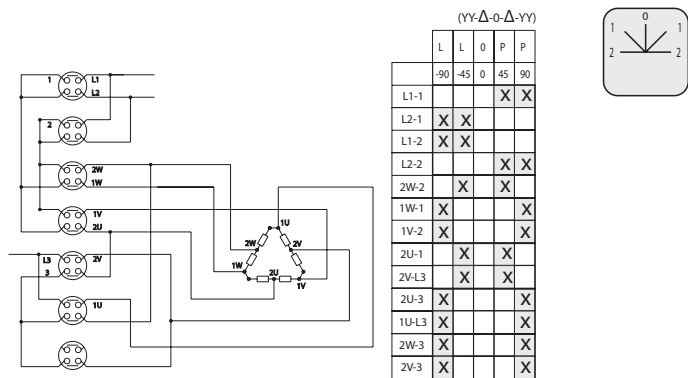 (YY-Δ-0-Δ-YY)
L L 0 P P
-90 -45 0 45 90
L1-1 X X
L2-1 X X
L1-2 X X
L2-2 X X
2W-2 X X
1W-1 X X
1V-2 X X
2U-1 X X
2V-L3 X X
2U-3 X X
1U-L3 X X
2W-3 X X
2V-3 X X
0
1 1
2 2
1 L1
L2
2
2W
1W
1V
2U
L3 2V
3
1U
1U
2W 2V
1W 2U 1V